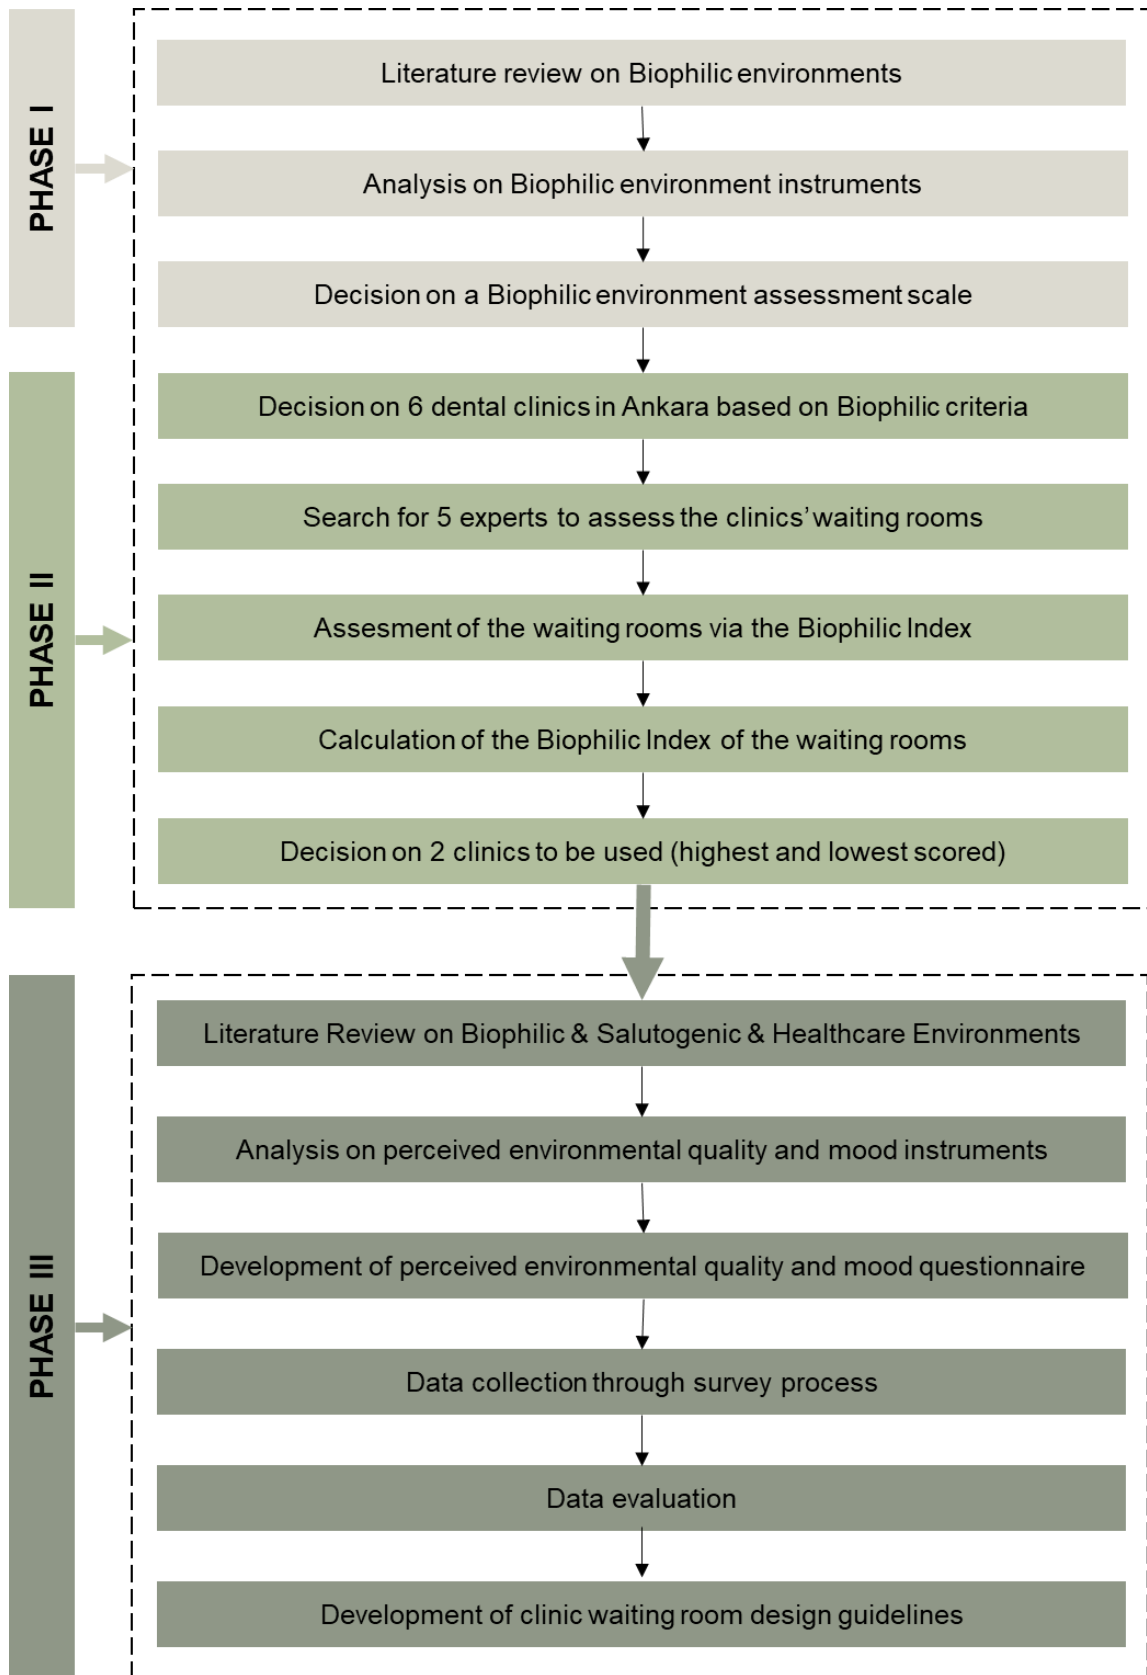 PHASE I
Literature review on Biophilic environments
Analysis on Biophilic environment instruments
Decision on a Biophilic environment assessment scale
PHASE II
Decision on 6 dental clinics in Ankara based on Biophilic criteria
Search for 5 experts to assess the clinics’ waiting rooms
Assesment of the waiting rooms via the Biophilic Index
Calculation of the Biophilic Index of the waiting rooms
Decision on 2 clinics to be used (highest and lowest scored)
PHASE III
Literature Review on Biophilic & Salutogenic & Healthcare Environments
Analysis on perceived environmental quality and mood instruments
Development of perceived environmental quality and mood questionnaire
Data collection through survey process
Data evaluation
Development of clinic waiting room design guidelines